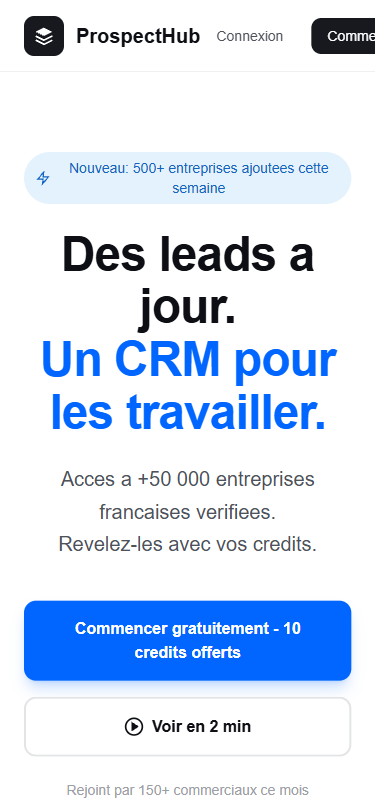 ProspectHub Connexion Comme
Nouveau: 500+ entreprises ajoutees cette
semaine
Des leads a
jour.
Un CRM pour
les travailler.
Acces a +50 000 entreprises
francaises verifiees.
Revelez-les avec vos credits.
Commencer gratuitement - 10
credits offerts
Voir en 2 min
Rejoint par 150+ commerciaux ce mois